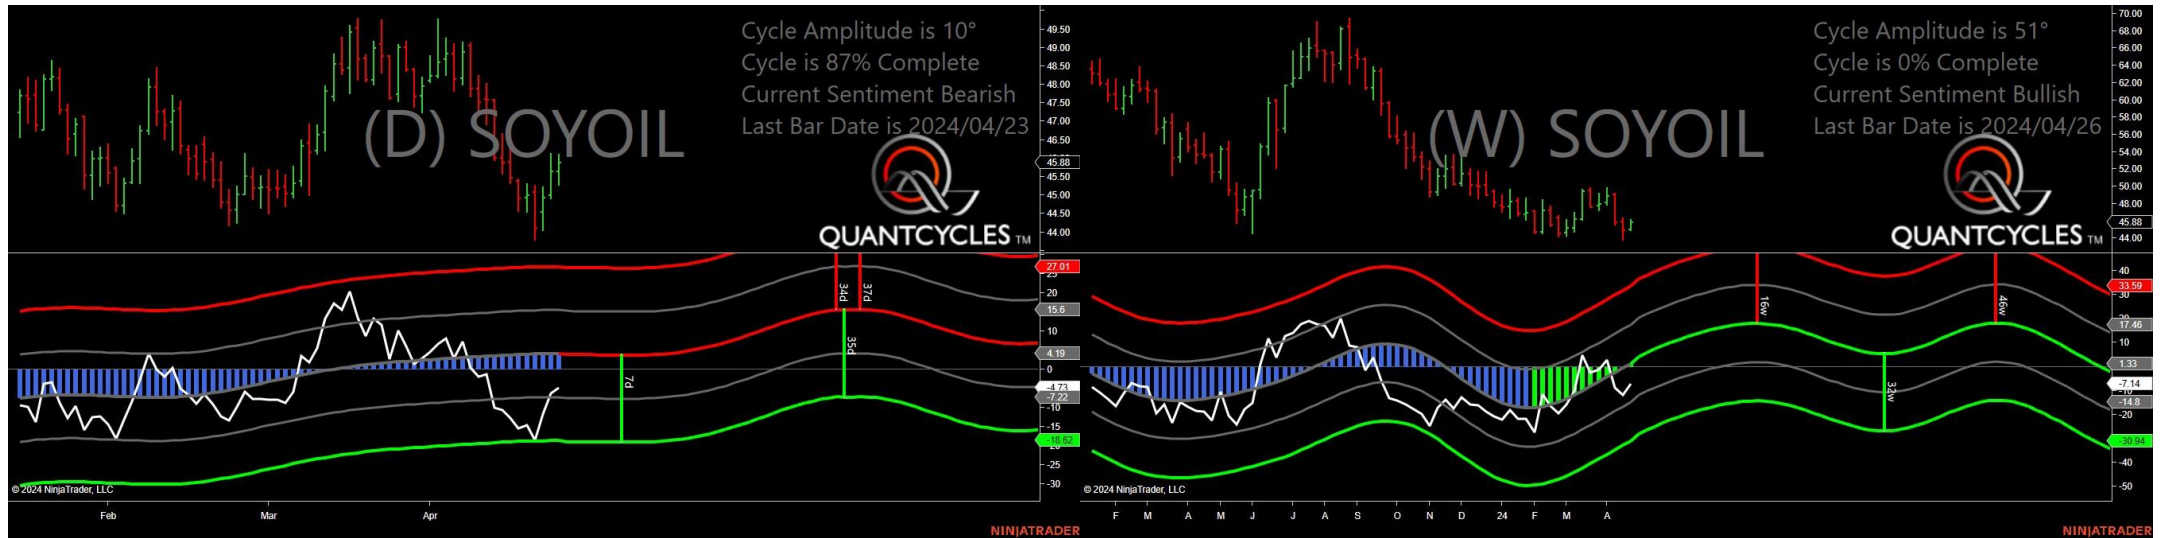 Cycle Amplitude is 10°
Cycle is 87% Complete
Current Sentiment Bearish
Last Bar Date is 2024/04/23
(D) SOYOIL
QUANTCYCLES TM
49.50
49.00
48.50
48.00
47.50
47.00
46.50
45.88
45.50
45.00
44.50
44.00
27.01
25
20
15.6
10
4.19
0
-4.73
-7.22
-10
-15
-18.62
-25
-30
7d
34d
35d
37d
© 2024 NinjaTrader, LLC
Feb Mar Apr
NINJATRADER
Cycle Amplitude is 51°
Cycle is 0% Complete
Current Sentiment Bullish
Last Bar Date is 2024/04/26
(W) SOYOIL
QUANTCYCLES TM
70.00
68.00
66.00
64.00
62.00
60.00
58.00
56.00
54.00
52.00
50.00
48.00
45.88
44.00
40
33.59
30
20
17.46
10
1.33
-7.14
-10
-14.8
-20
-30.94
-40
-50
16w
32w
46w
© 2024 NinjaTrader, LLC
F M A M J J A S O N D 24 F M A
NINJATRADER